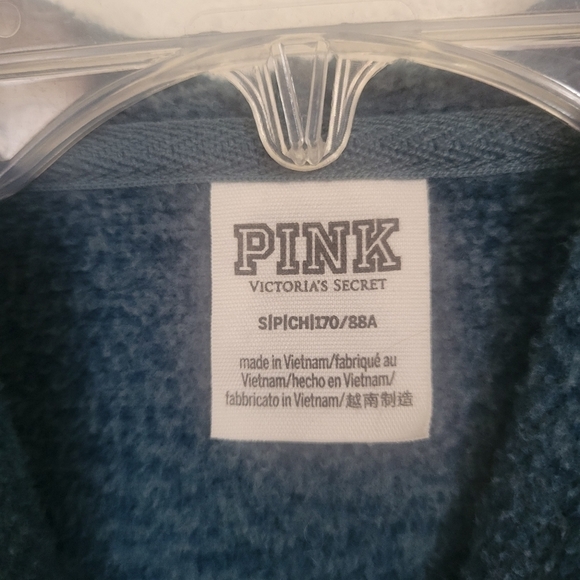 PINK
VICTORIA'S SECRET
S|P|CH|170/88A
made in Vietnam/fabriqué au
Vietnam/hecho en Vietnam/
fabbricato in Vietnam/越南制造